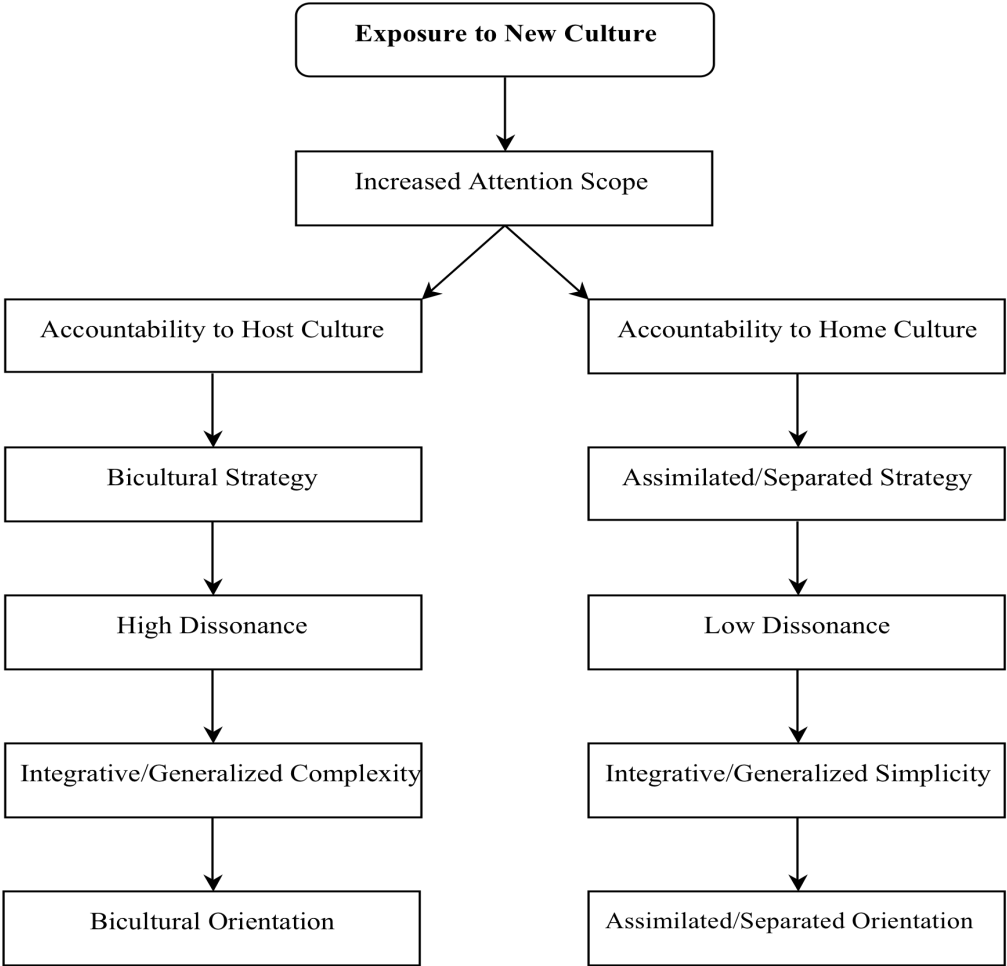 Exposure to New Culture
Increased Attention Scope
Accountability to Host Culture
Accountability to Home Culture
Bicultural Strategy
Assimilated/Separated Strategy
High Dissonance
Low Dissonance
Integrative/Generalized Complexity
Integrative/Generalized Simplicity
Bicultural Orientation
Assimilated/Separated Orientation